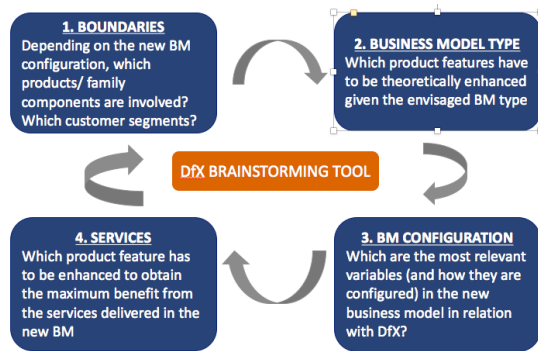 1. BOUNDARIES
Depending on the new BM
configuration, which
products/ family
components are involved?
Which customer segments?
2. BUSINESS MODEL TYPE
Which product features have
to be theoretically enhanced
given the envisaged BM type
DfX BRAINSTORMING TOOL
4. SERVICES
Which product feature has
to be enhanced to obtain
the maximum benefit from
the services delivered in the
new BM
3. BM CONFIGURATION
Which are the most relevant
variables (and how they are
configured) in the new
business model in relation
with DfX?